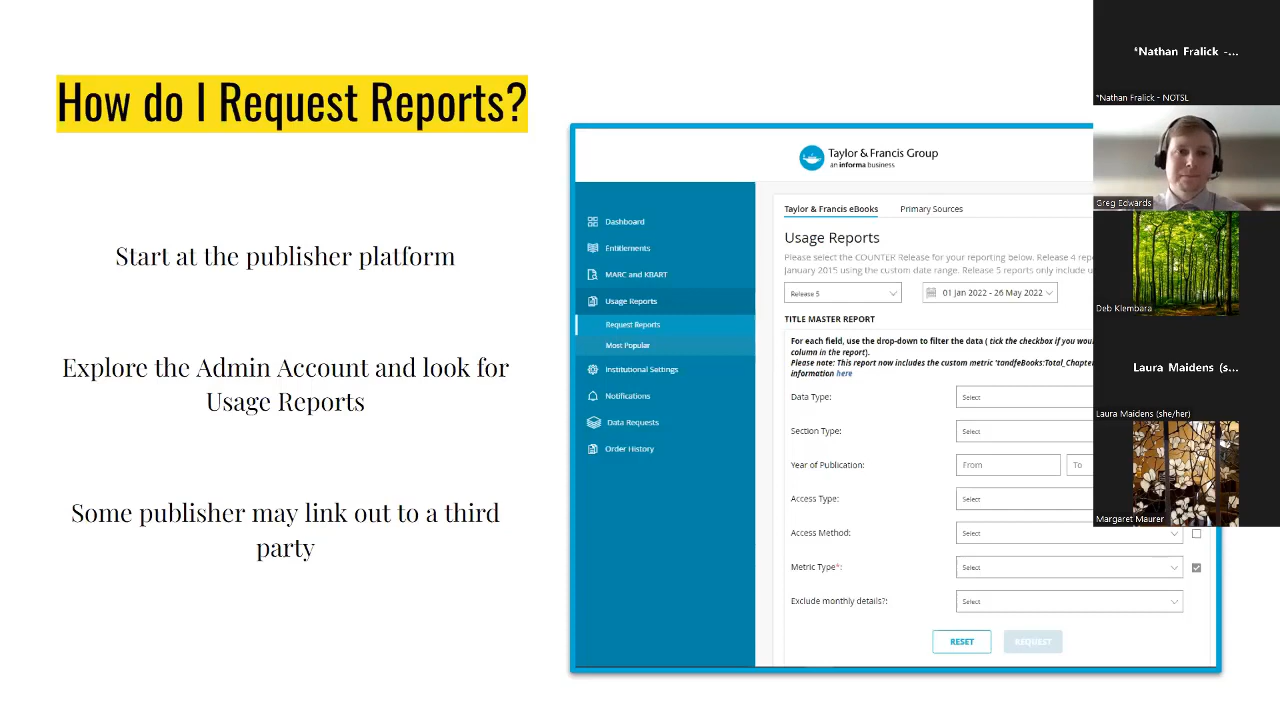 How do I Request Reports?
Start at the publisher platform
Explore the Admin Account and look for
Usage Reports
Some publisher may link out to a third
party
Taylor & Francis Group
an informa business
Dashboard
Entitlements
MARC and KBART
Usage Reports
Request Reports
Most Popular
Institutional Settings
Notifications
Data Requests
Order History
Taylor & Francis eBooks
Primary Sources
Usage Reports
Please select the COUNTER Release for your reporting below. Release 4 repo
January 2015 using the custom date range. Release 5 reports only include u
Release 5
01 Jan 2022 - 26 May 2022
TITLE MASTER REPORT
For each field, use the drop-down to filter the data ( tick the checkbox if you wou
column in the report).
Please note: This report now includes the custom metric 'tandfeBooks:Total_Chapter
information here
Data Type:
Select
Section Type:
Select
Year of Publication:
From
To
Access Type:
Select
Access Method:
Select
Metric Type*:
Select
Exclude monthly details?:
Select
RESET
REQUEST
*Nathan Fralick -...
*Nathan Fralick - NOTSL
Greg Edwards
Deb Klembara
Laura Maidens (s...
Laura Maidens (she/her)
Margaret Maurer